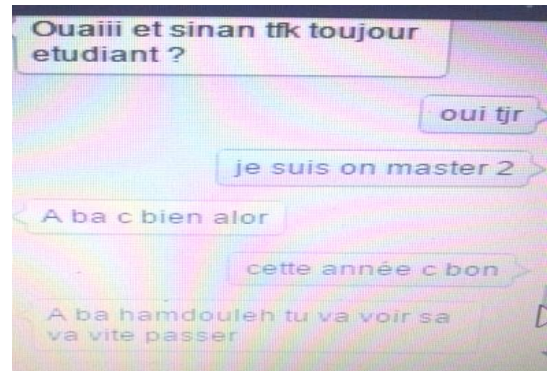 Ouaiii et sinan tfk toujour
etudiant ?
oui tjr
je suis on master 2
A ba c bien alor
cette année c bon
A ba hamdouleh tu va voir sa
va vite passer